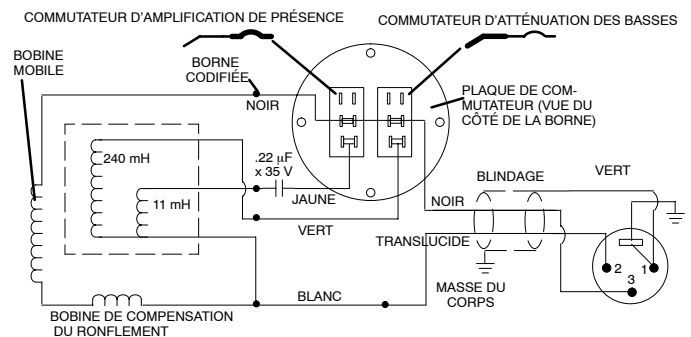 COMMUTATEUR D'AMPLIFICATION DE PRÉSENCE
COMMUTATEUR D'ATTÉNUATION DES BASSES
BOBINE
MOBILE
BORNE
CODIFIÉE
NOIR
PLAQUE DE COM-
MUTATEUR (VUE DU
CÔTÉ DE LA BORNE)
240 mH
11 mH
.22 µF
x 35 V
JAUNE
VERT
BLINDAGE
VERT
NOIR
TRANSLUCIDE
MASSE DU
CORPS
2
1
3
BLANC
BOBINE DE COMPENSATION
DU RONFLEMENT